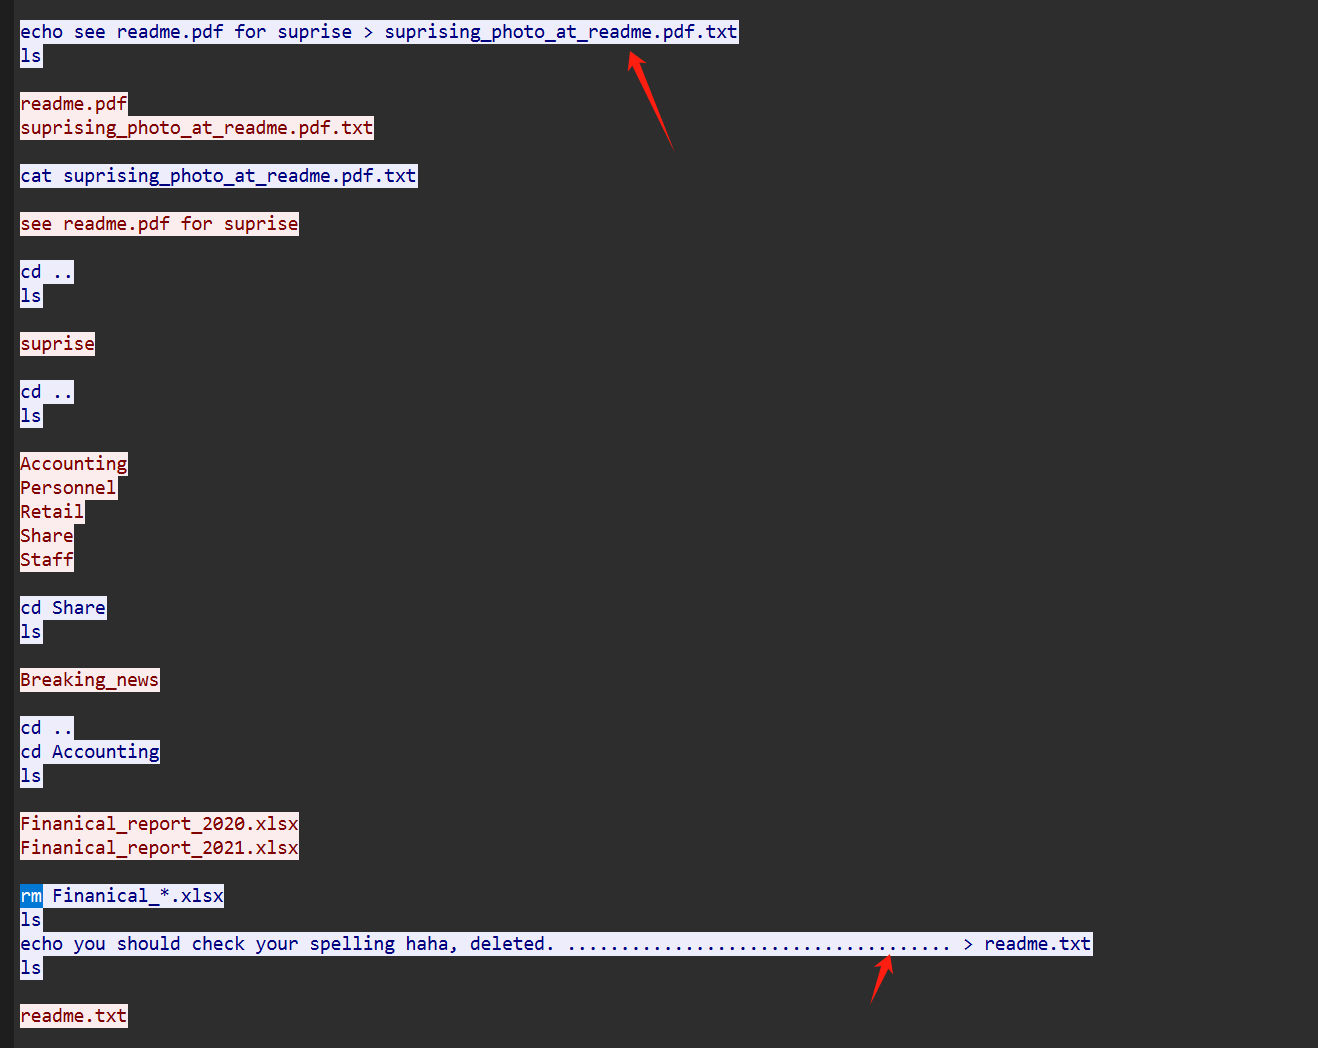 echo see readme.pdf for suprise > suprising_photo_at_readme.pdf.txt
ls
readme.pdf
suprising_photo_at_readme.pdf.txt
cat suprising_photo_at_readme.pdf.txt
see readme.pdf for suprise
cd ..
ls
suprise
cd ..
ls
Accounting
Personnel
Retail
Share
Staff
cd Share
ls
Breaking_news
cd ..
cd Accounting
ls
Finanical_report_2020.xlsx
Finanical_report_2021.xlsx
rm Finanical_*.xlsx
ls
echo you should check your spelling haha, deleted. .................................... > readme.txt
ls
readme.txt